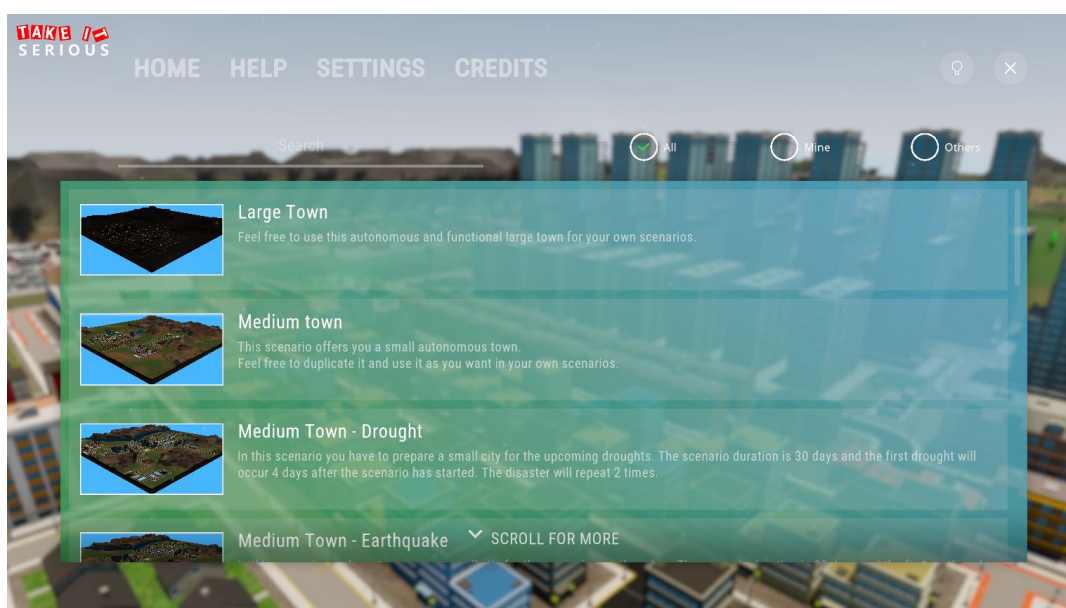 TAKE IT
SERIOUS
HOME HELP SETTINGS CREDITS
Search
All
Mine
Others
Large Town
Feel free to use this autonomous and functional large town for your own scenarios.
Medium town
This scenario offers you a small autonomous town.
Feel free to duplicate it and use it as you want in your own scenarios.
Medium Town - Drought
In this scenario you have to prepare a small city for the upcoming droughts. The scenario duration is 30 days and the first drought will
occur 4 days after the scenario has started. The disaster will repeat 2 times.
Medium Town - Earthquake
SCROLL FOR MORE